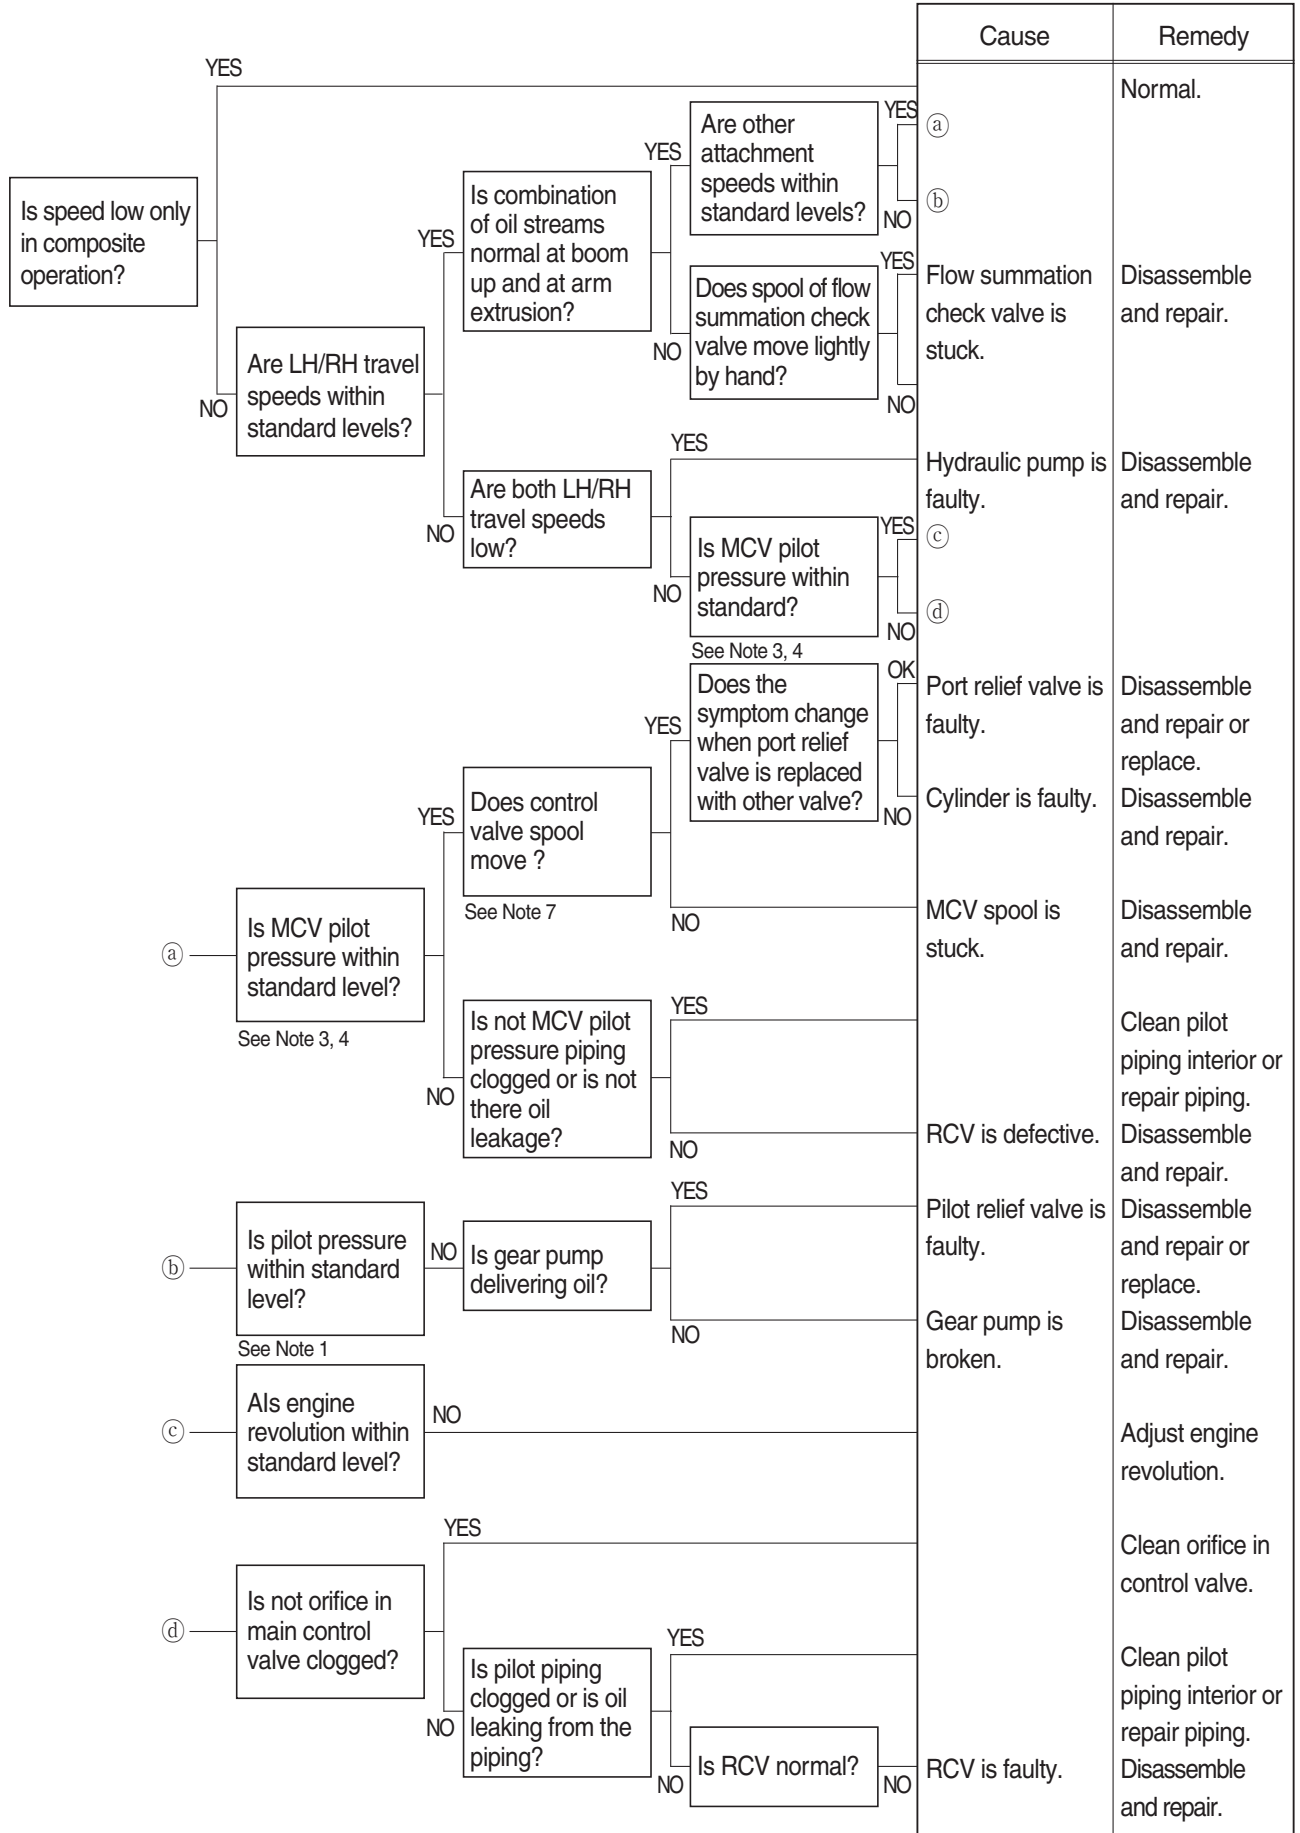 Cause
Remedy
YES
Normal.
Is speed low only
in composite
operation?
NO
Are LH/RH travel
speeds within
standard levels?
YES
Is combination
of oil streams
normal at boom
up and at arm
extrusion?
YES
Are other
attachment
speeds within
standard levels?
YES
ⓐ
NO
ⓑ
NO
Does spool of flow
summation check
valve move lightly
by hand?
YES
NO
Flow summation
check valve is
stuck.
Disassemble
and repair.
NO
Are both LH/RH
travel speeds
low?
YES
Hydraulic pump is
faulty.
Disassemble
and repair.
NO
Is MCV pilot
pressure within
standard?
See Note 3, 4
YES
ⓒ
NO
ⓓ
ⓐ
Is MCV pilot
pressure within
standard level?
See Note 3, 4
YES
Does control
valve spool
move ?
See Note 7
YES
Does the
symptom change
when port relief
valve is replaced
with other valve?
OK
Port relief valve is
faulty.
Disassemble
and repair or
replace.
NO
Cylinder is faulty.
Disassemble
and repair.
NO
MCV spool is
stuck.
Disassemble
and repair.
NO
Is not MCV pilot
pressure piping
clogged or is not
there oil
leakage?
YES
Clean pilot
piping interior or
repair piping.
NO
RCV is defective.
Disassemble
and repair.
ⓑ
Is pilot pressure
within standard
level?
See Note 1
NO
Is gear pump
delivering oil?
YES
Pilot relief valve is
faulty.
Disassemble
and repair or
replace.
NO
Gear pump is
broken.
Disassemble
and repair.
ⓒ
AIs engine
revolution within
standard level?
NO
Adjust engine
revolution.
ⓓ
Is not orifice in
main control
valve clogged?
YES
Clean orifice in
control valve.
NO
Is pilot piping
clogged or is oil
leaking from the
piping?
YES
Clean pilot
piping interior or
repair piping.
NO
Is RCV normal?
NO
RCV is faulty.
Disassemble
and repair.